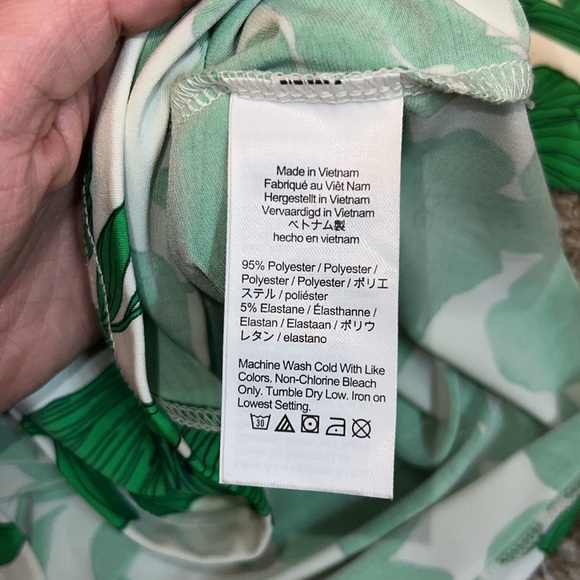 Made in Vietnam
Fabriqué au Việt Nam
Hergestellt in Vietnam
Vervaardigd in Vietnam
ベトナム製
hecho en vietnam
95% Polyester / Polyester /
Polyester / Polyester / ポリエ
ステル / poliéster
5% Elastane / Élasthanne /
Elastan / Elastaan / ポリウ
レタン / elastano
Machine Wash Cold With Like
Colors. Non-Chlorine Bleach
Only. Tumble Dry Low. Iron on
Lowest Setting.
30